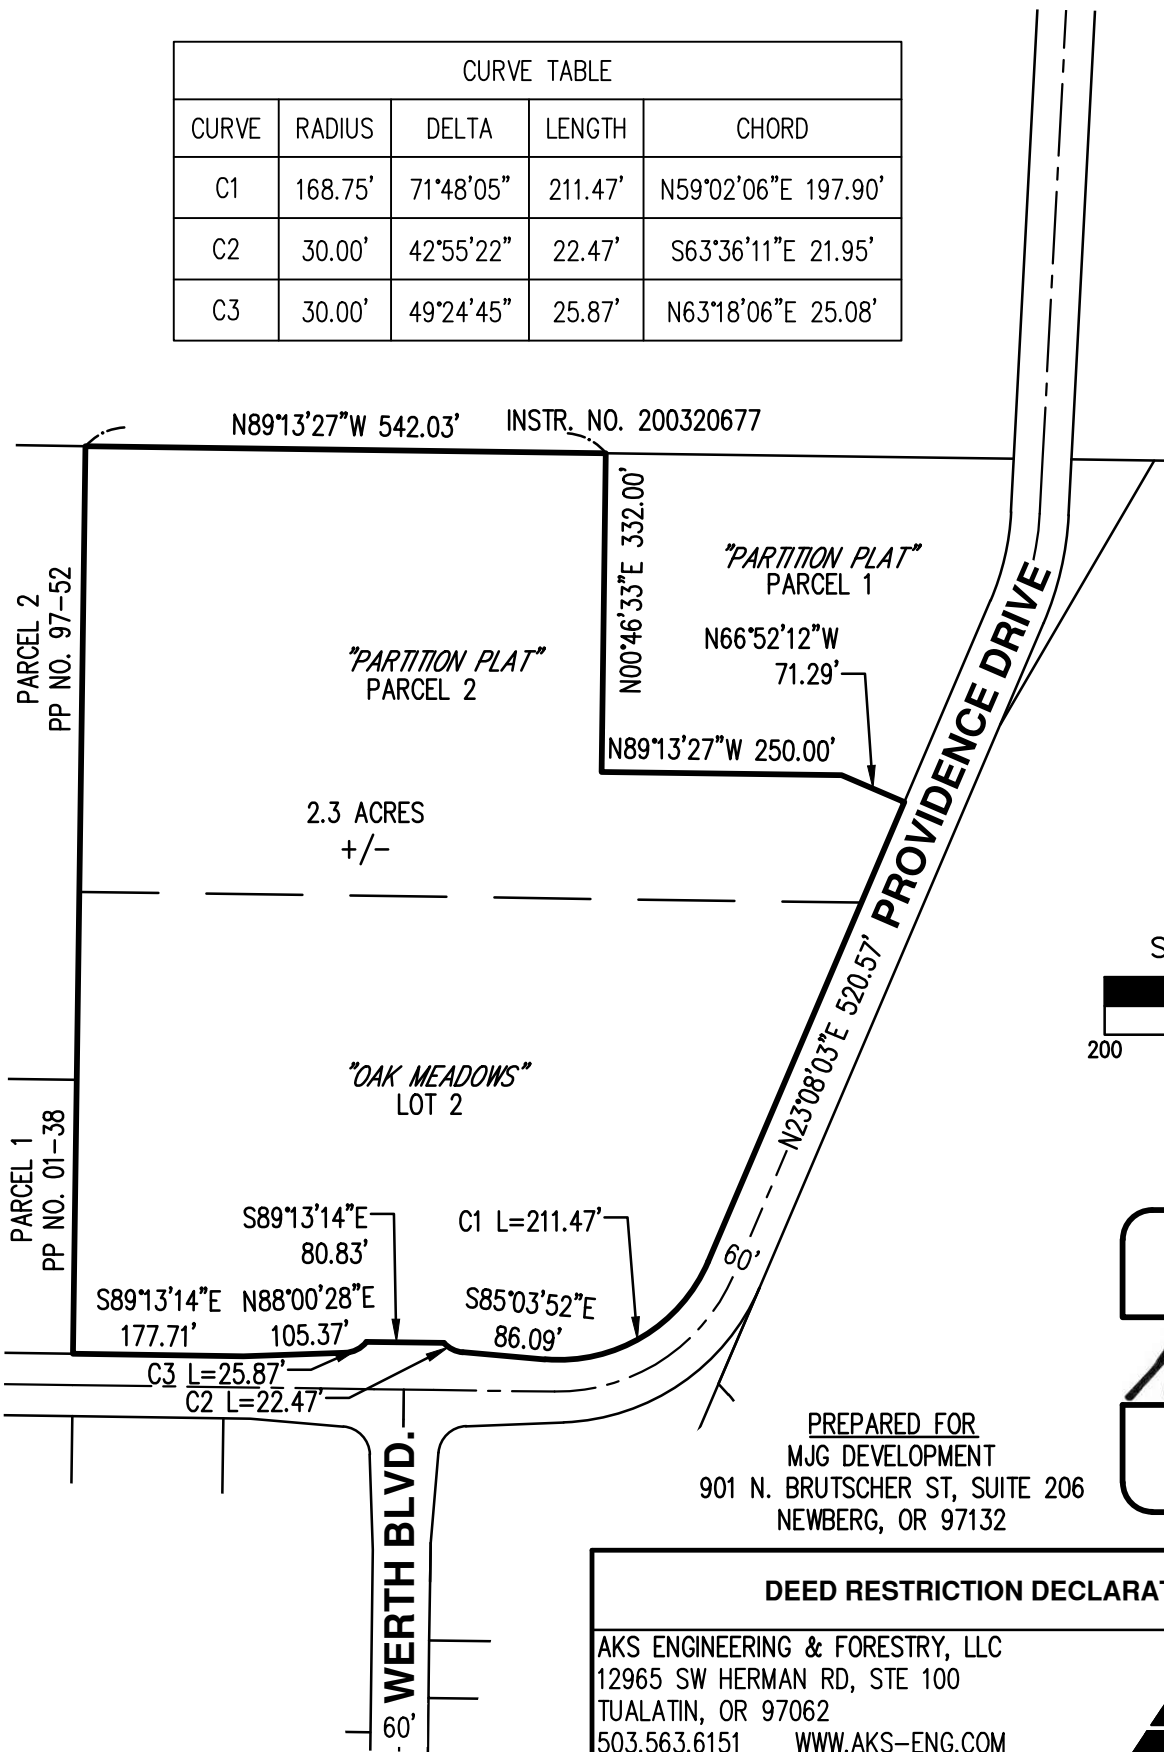 CURVE TABLE
CURVE RADIUS DELTA LENGTH CHORD
C1 168.75' 71°48'05" 211.47' N59°02'06"E 197.90'
C2 30.00' 42°55'22" 22.47' S63°36'11"E 21.95'
C3 30.00' 49°24'45" 25.87' N63°18'06"E 25.08'
N89°13'27"W 542.03' INSTR. NO. 200320677
PARCEL 2
PP NO. 97-52
N00°46'33"E 332.00'
"PARTITION PLAT"
PARCEL 1
N66°52'12"W
71.29'
"PARTITION PLAT"
PARCEL 2
N89°13'27"W 250.00'
PROVIDENCE DRIVE
2.3 ACRES
+/-
N23°08'03"E 520.57'
S
200
"OAK MEADOWS"
LOT 2
PARCEL 1
PP NO. 01-38
S89°13'14"E
80.83'
C1 L=211.47'
60'
S89°13'14"E
177.71'
N88°00'28"E
105.37'
S85°03'52"E
86.09'
C3 L=25.87'
C2 L=22.47'
WERTH BLVD.
60'
PREPARED FOR
MJG DEVELOPMENT
901 N. BRUTSCHER ST, SUITE 206
NEWBERG, OR 97132
DEED RESTRICTION DECLARAT
AKS ENGINEERING & FORESTRY, LLC
12965 SW HERMAN RD, STE 100
TUALATIN, OR 97062
503.563.6151 WWW.AKS-ENG.COM